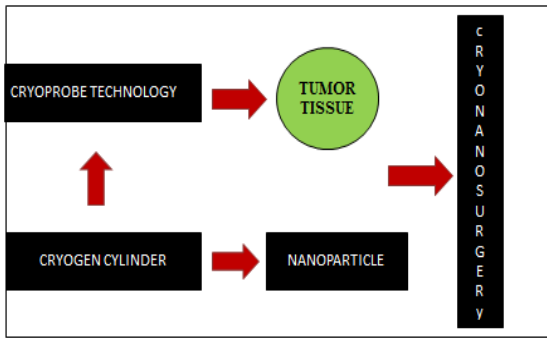 CRYOPROBE TECHNOLOGY
TUMOR
TISSUE
CRYOGEN CYLINDER
NANOPARTICLE
cRYONANOSURGERy